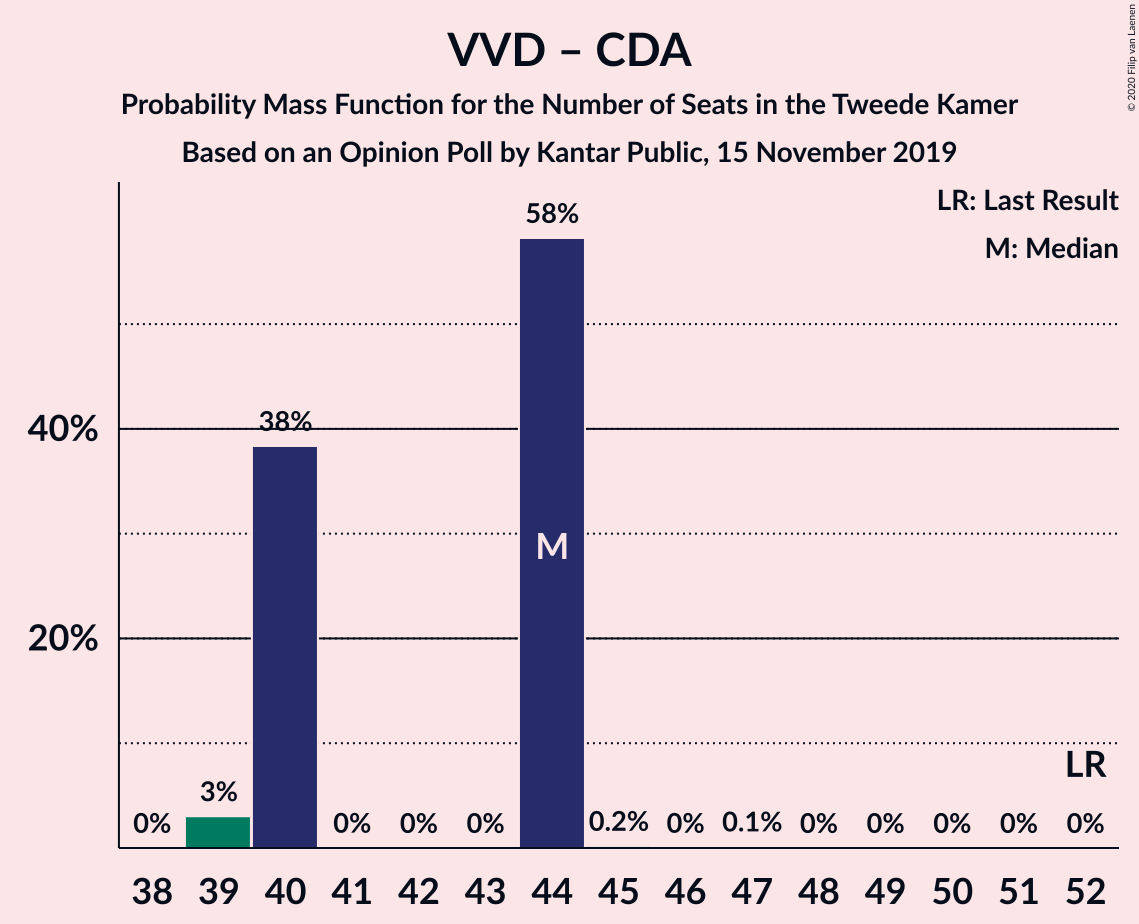 VVD – CDA
Probability Mass Function for the Number of Seats in the Tweede Kamer
Based on an Opinion Poll by Kantar Public, 15 November 2019
© 2020 Filip van Laenen
LR: Last Result
M: Median
58%
38%
40%
M
20%
LR
3%
0% 0% 0% 0% 0.2% 0% 0.1% 0% 0% 0% 0% 0%
38 39 40 41 42 43 44 45 46 47 48 49 50 51 52